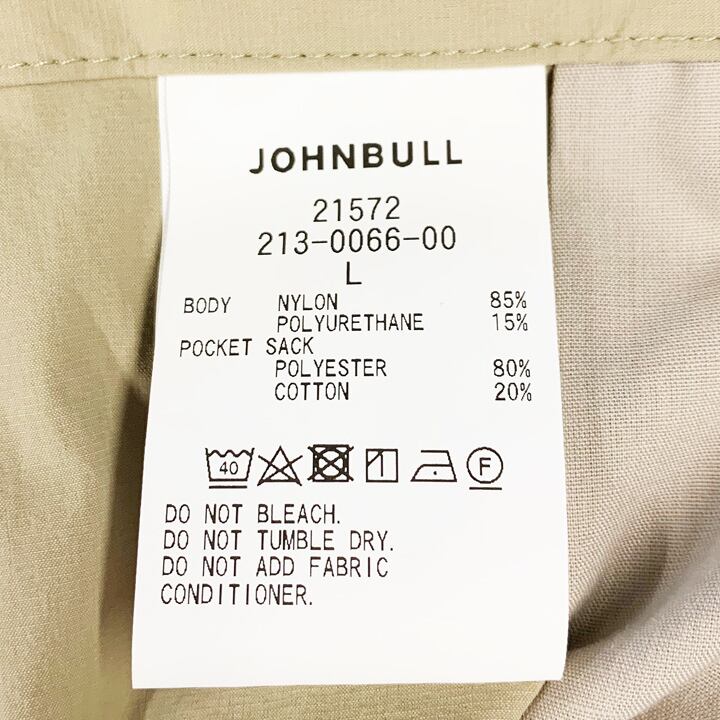 JOHNBULL
21572
213-0066-00
L
BODY NYLON 85%
POLYURETHANE 15%
POCKET SACK
POLYESTER 80%
COTTON 20%
40 F
DO NOT BLEACH.
DO NOT TUMBLE DRY.
DO NOT ADD FABRIC
CONDITIONER.